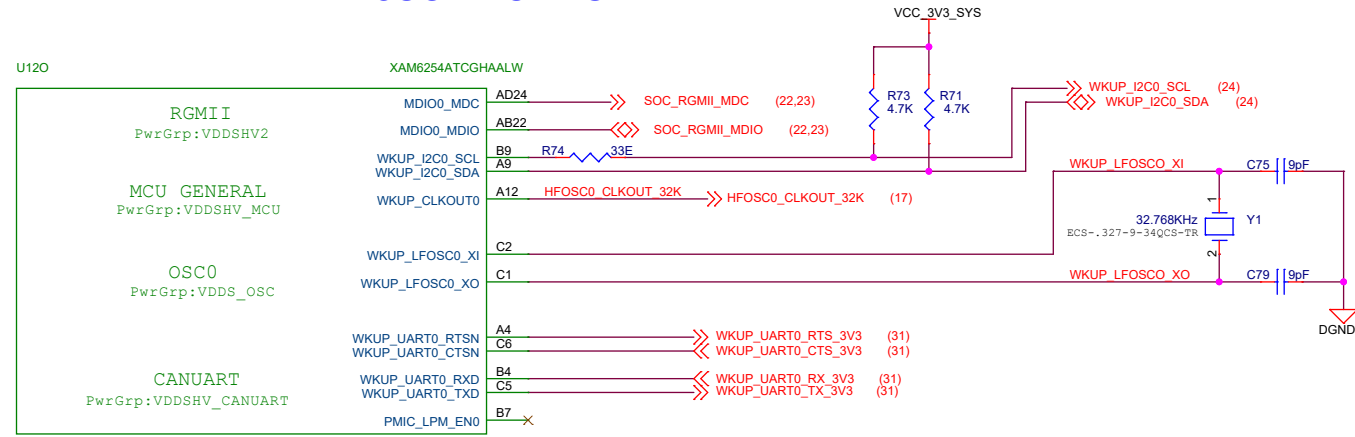 VCC_3V3_SYS
U12O
XAM6254ATCGHAALW
RGMII
PwrGrp:VDDSHV2
MCU GENERAL
PwrGrp:VDDSHV_MCU
OSC0
PwrGrp:VDDS_OSC
CANUART
PwrGrp:VDDSHV_CANUART
MDIO0_MDC AD24 SOC_RGMII_MDC (22,23)
MDIO0_MDIO AB22 SOC_RGMII_MDIO (22,23)
WKUP_I2C0_SCL B9 R74 33E
WKUP_I2C0_SDA A9
R73 4.7K
R71 4.7K
WKUP_I2C0_SCL (24)
WKUP_I2C0_SDA (24)
WKUP_CLKOUT0 A12 HFOSC0_CLKOUT_32K HFOSC0_CLKOUT_32K (17)
WKUP_LFOSC0_XI C2
WKUP_LFOSCO_XI C75 9pF
1
32.768KHz Y1
ECS-.327-9-34QCS-TR
2
WKUP_LFOSC0_XO C1
WKUP_LFOSCO_XO C79 9pF
DGND
WKUP_UART0_RTSN A4 WKUP_UART0_RTS_3V3 (31)
WKUP_UART0_CTSN C6 WKUP_UART0_CTS_3V3 (31)
WKUP_UART0_RXD B4 WKUP_UART0_RX_3V3 (31)
WKUP_UART0_TXD C5 WKUP_UART0_TX_3V3 (31)
PMIC_LPM_EN0 B7